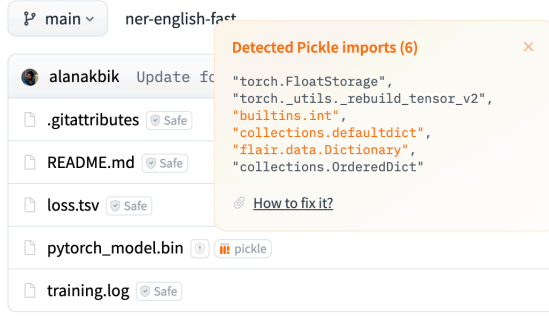 main
ner-english-fast
Detected Pickle imports (6)
"torch.FloatStorage",
"torch._utils._rebuild_tensor_v2",
"builtins.int",
"collections.defaultdict",
"flair.data.Dictionary",
"collections.OrderedDict"
How to fix it?
alanakbik Update fo
.gitattributes Safe
README.md Safe
loss.tsv Safe
pytorch_model.bin pickle
training.log Safe